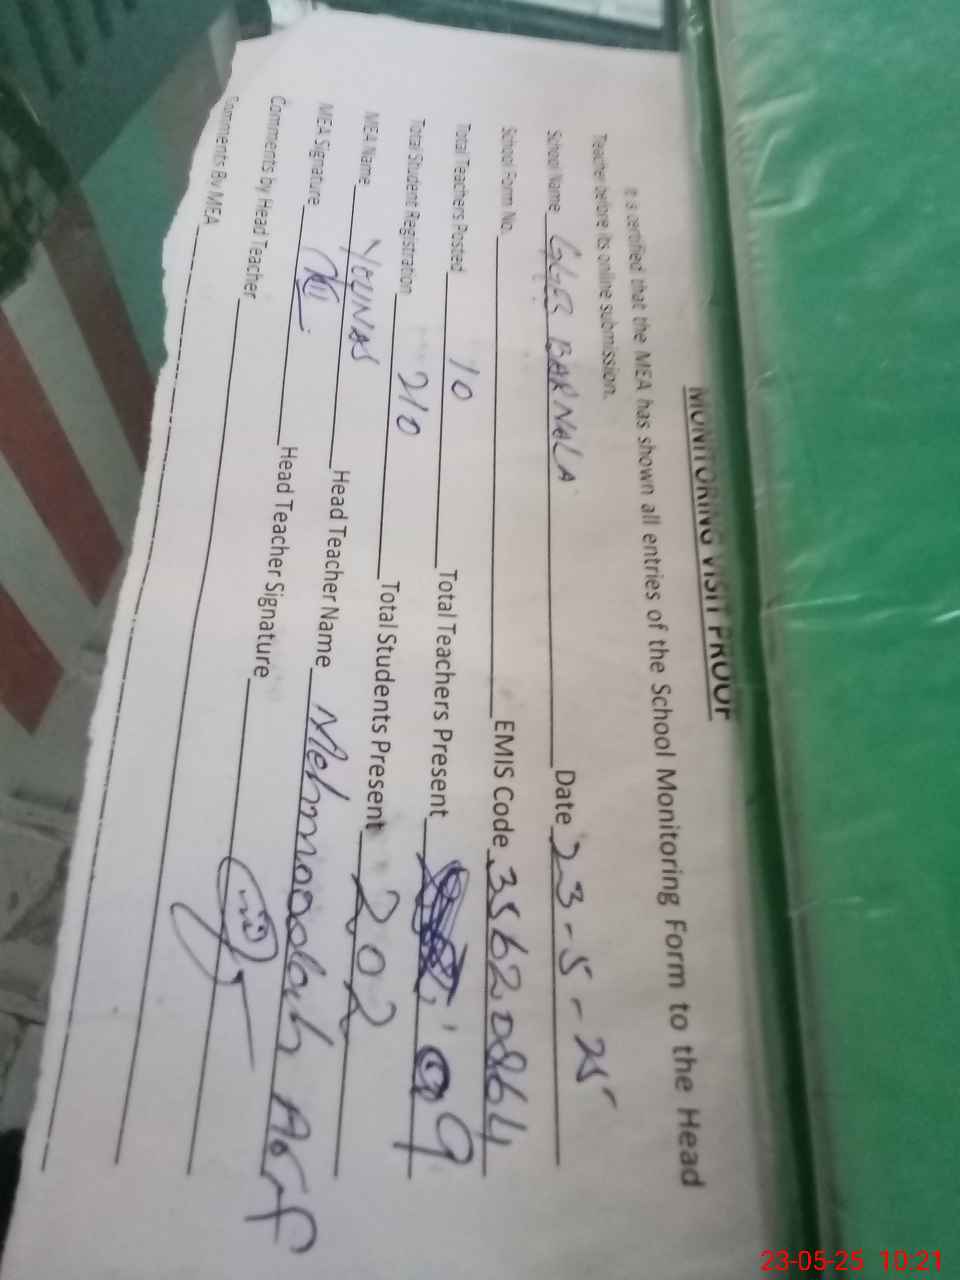 MONITORING VISIT PROOF
It is certified that the MEA has shown all entries of the School Monitoring Form to the Head
Teacher before its online submission.
School Name BARNALA Date 23-5-25
School Form No. EMIS Code 35620864
Total Teachers Posted 10 Total Teachers Present 09
Total Student Registration 210 Total Students Present 202
MEA Name YOUNAS Head Teacher Name Mehmoodah Arif
MEA Signature Head Teacher Signature
Comments by Head Teacher
Comments By MEA
23-05-25 10:21